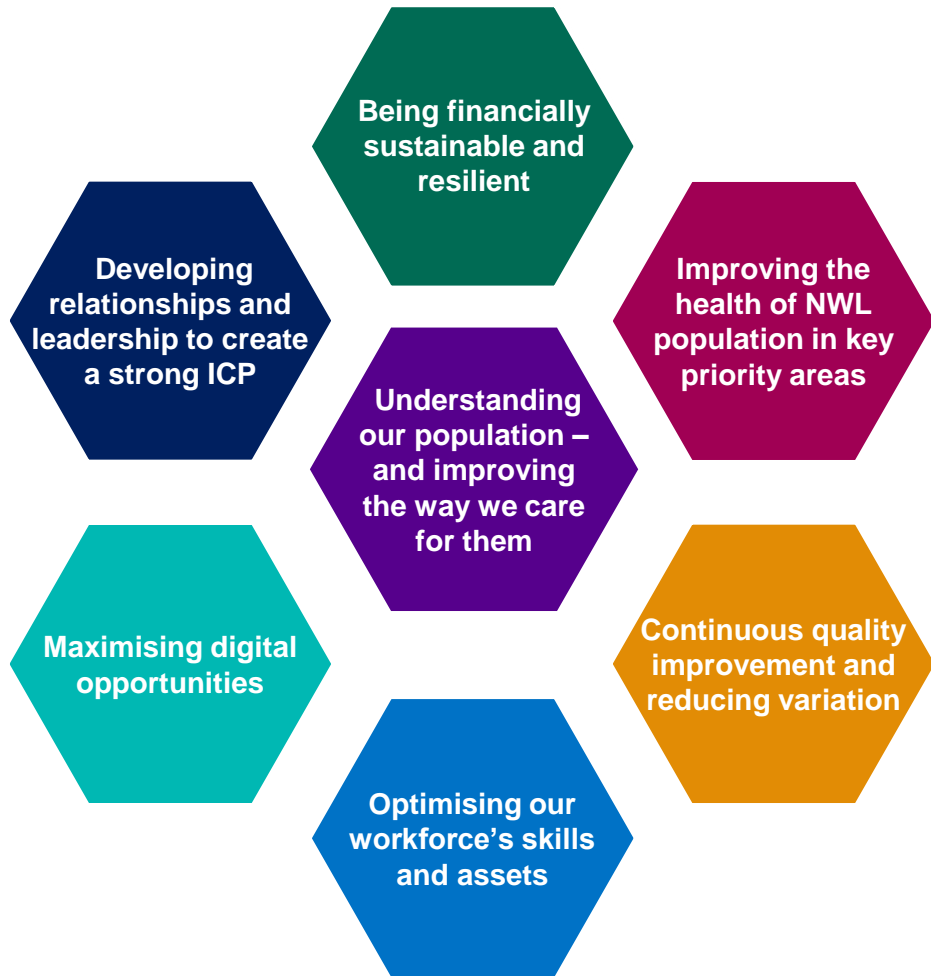 Being financially
sustainable and
resilient
Developing
relationships and
leadership to create
a strong ICP
Improving the
health of NWL
population in key
priority areas
Understanding
our population –
and improving
the way we care
for them
Maximising digital
opportunities
Continuous quality
improvement and
reducing variation
Optimising our
workforce’s skills
and assets